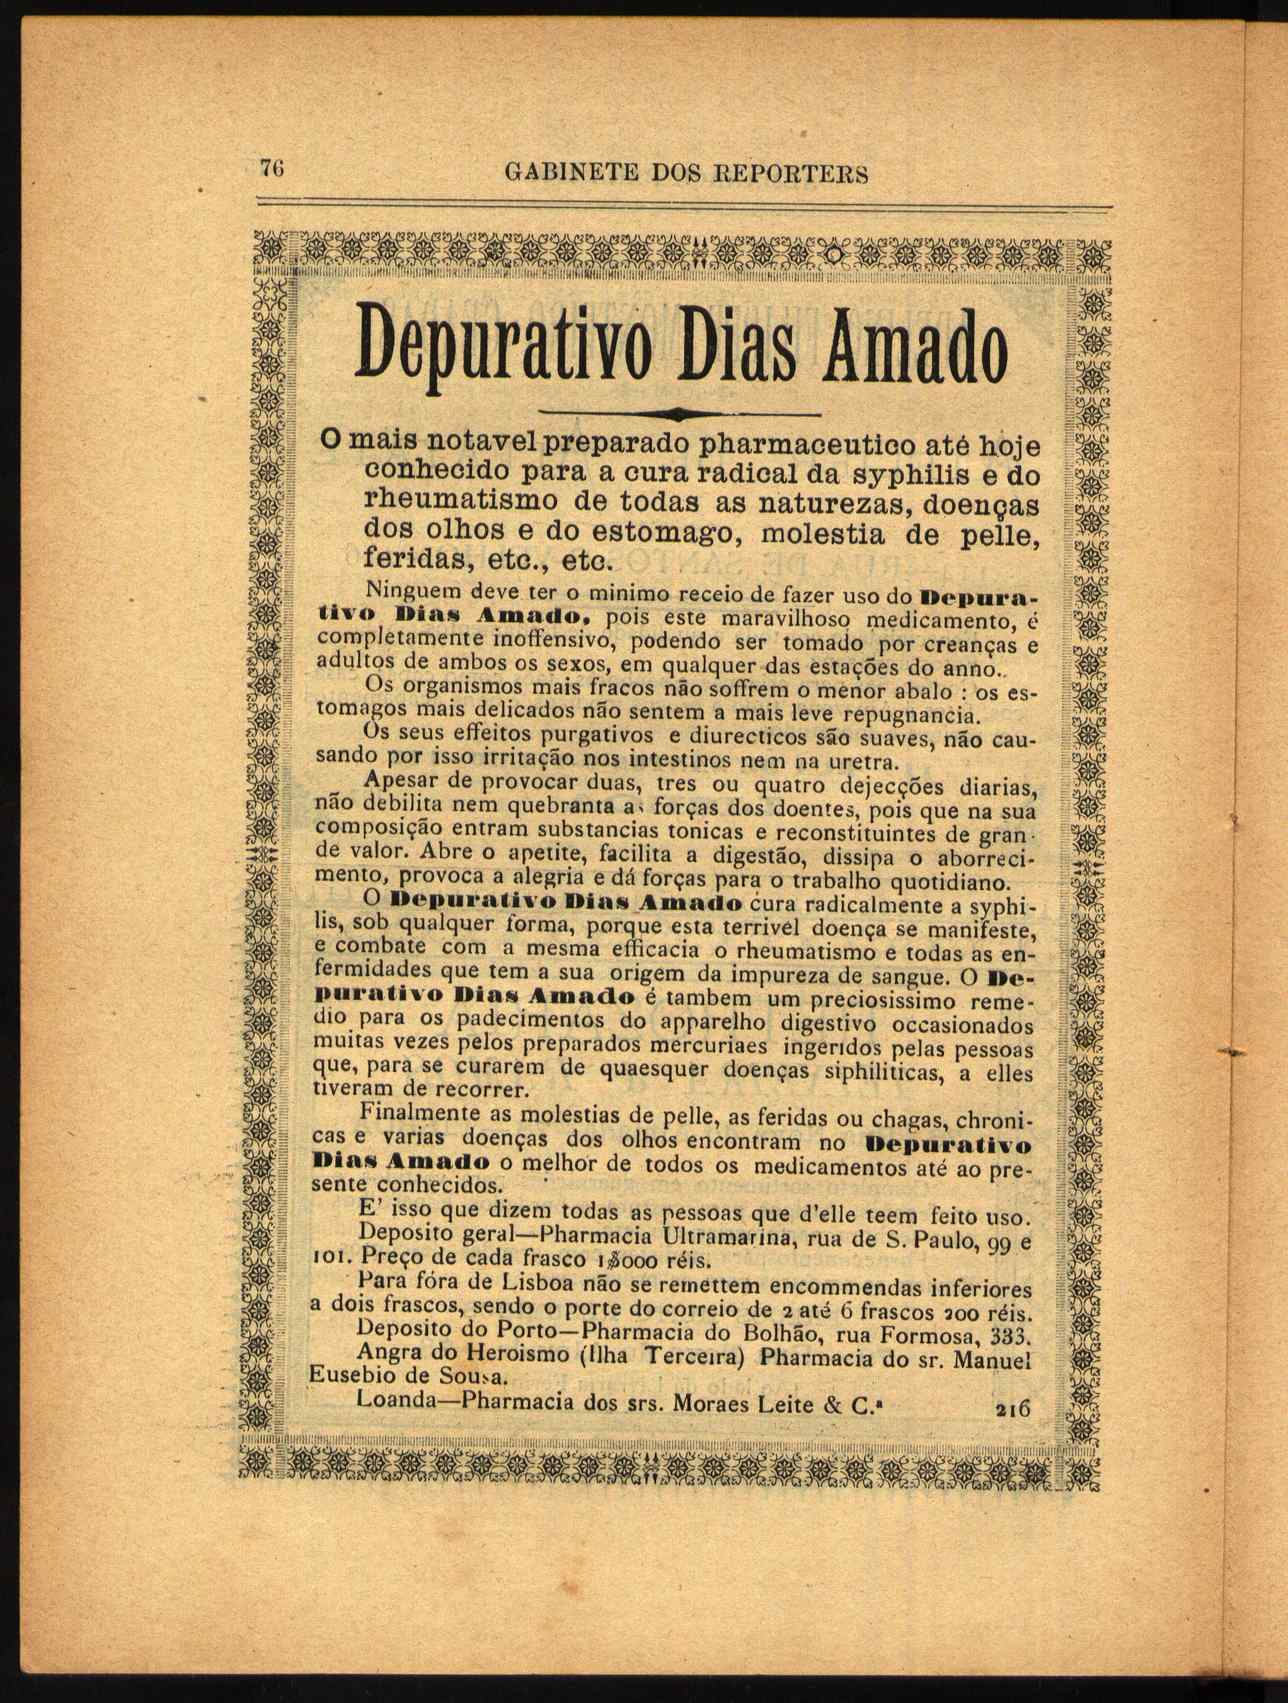 76
GABINETE DOS REPORTERS
Depurativo Dias Amado
O mais notavel preparado pharmaceutico até hoje
conhecido para a cura radical da syphilis e do
rheumatismo de todas as naturezas, doenças
dos olhos e do estomago, molestia de pelle,
feridas, etc., etc.
Ninguem deve ter o minimo receio de fazer uso do Depura-
tivo Dias Amado, pois este maravilhoso medicamento, é
completamente inoffensivo, podendo ser tomado por creanças e
adultos de ambos os sexos, em qualquer das estações do anno.
Os organismos mais fracos não soffrem o menor abalo : os es-
tomagos mais delicados não sentem a mais leve repugnancia.
Os seus effeitos purgativos e diurecticos são suaves, não cau-
sando por isso irritação nos intestinos nem na uretra.
Apesar de provocar duas, tres ou quatro dejecções diarias,
não debilita nem quebranta as forças dos doentes, pois que na sua
composição entram substancias tonicas e reconstituintes de gran-
de valor. Abre o apetite, facilita a digestão, dissipa o aborreci-
mento, provoca a alegria e dá forças para o trabalho quotidiano.
O Depurativo Dias Amado cura radicalmente a syphi-
lis, sob qualquer forma, porque esta terrivel doença se manifeste,
e combate com a mesma efficacia o rheumatismo e todas as en-
fermidades que tem a sua origem da impureza de sangue. O De-
purativo Dias Amado é tambem um preciosissimo reme-
dio para os padecimentos do apparelho digestivo occasionados
muitas vezes pelos preparados mercuriaes ingeridos pelas pessoas
que, para se curarem de quaesquer doenças siphiliticas, a elles
tiveram de recorrer.
Finalmente as molestias de pelle, as feridas ou chagas, chroni-
cas e varias doenças dos olhos encontram no Depurativo
Dias Amado o melhor de todos os medicamentos até ao pre-
sente conhecidos.
E' isso que dizem todas as pessoas que d'elle teem feito uso.
Deposito geral—Pharmacia Ultramarina, rua de S. Paulo, 99 e
101. Preço de cada frasco 1$000 réis.
Para fóra de Lisboa não se remettem encommendas inferiores
a dois frascos, sendo o porte do correio de 2 até 6 frascos 200 réis.
Deposito do Porto—Pharmacia do Bolhão, rua Formosa, 333.
Angra do Heroismo (Ilha Terceira) Pharmacia do sr. Manuel
Eusebio de Sousa.
Loanda—Pharmacia dos srs. Moraes Leite & C.ª
216